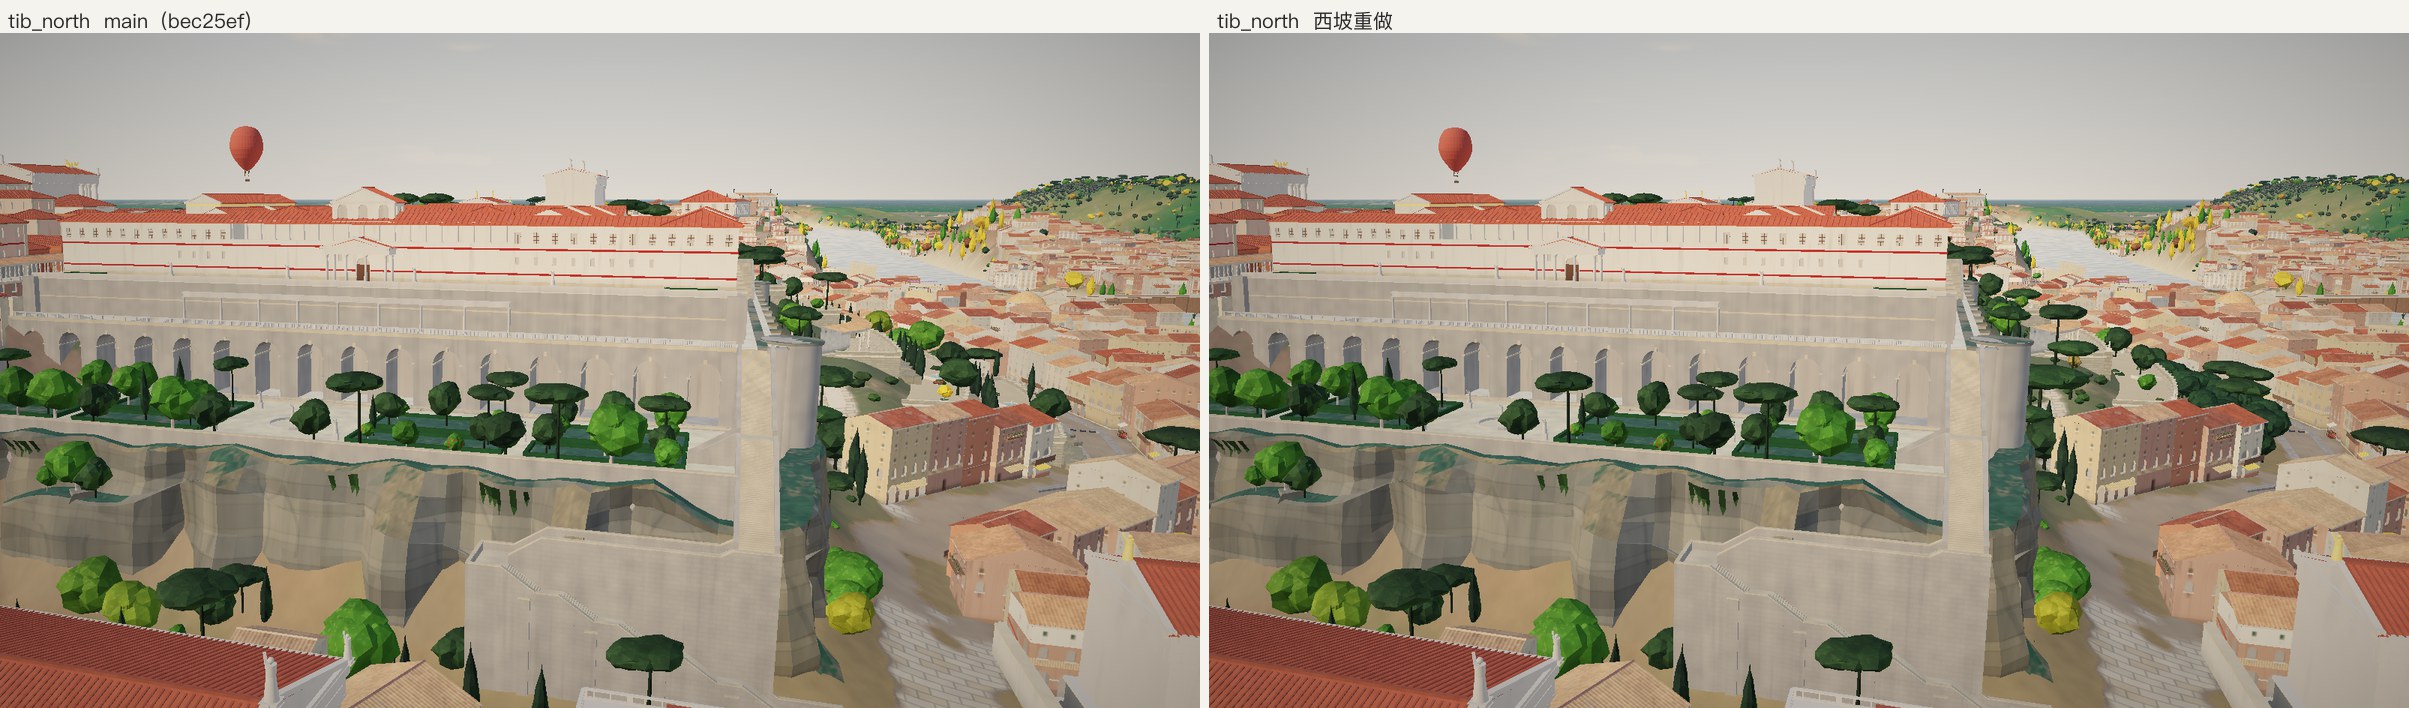 tib_north main（bec25ef）
tib_north 西坡重做